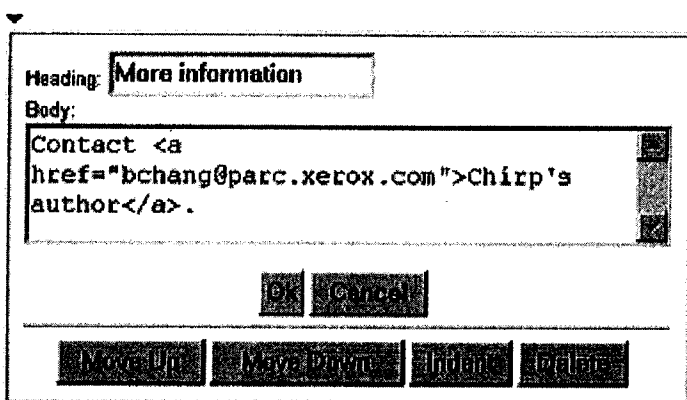 Heading: More information
Body:
Contact <a
href="bchang@parc.xerox.com">Chirp's
author</a>.
Ok Cancel
Move Up Move Down Indent Delete